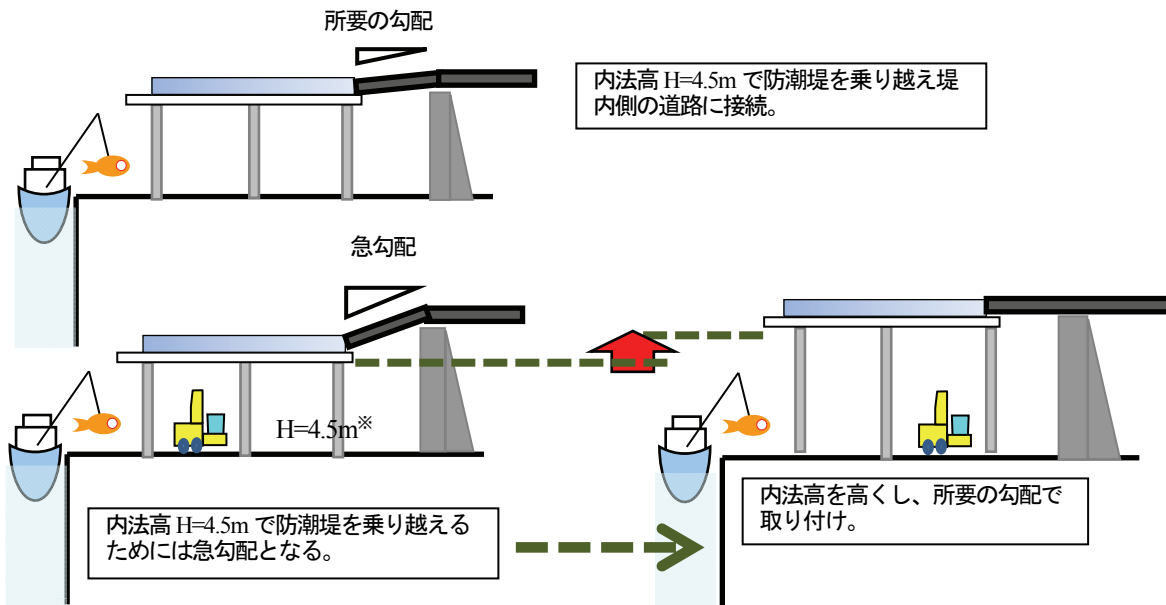 所要の勾配
内法高 H=4.5m で防潮堤を乗り越え堤
内側の道路に接続。
急勾配
H=4.5m※
内法高 H=4.5m で防潮堤を乗り越える
ためには急勾配となる。
内法高を高くし、所要の勾配で
取り付け。